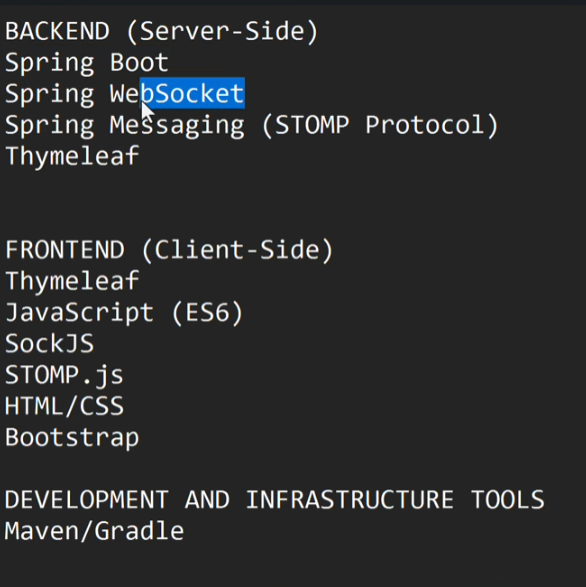 BACKEND (Server-Side)
Spring Boot
Spring WebSocket
Spring Messaging (STOMP Protocol)
Thymeleaf
FRONTEND (Client-Side)
Thymeleaf
JavaScript (ES6)
SockJS
STOMP.js
HTML/CSS
Bootstrap
DEVELOPMENT AND INFRASTRUCTURE TOOLS
Maven/Gradle